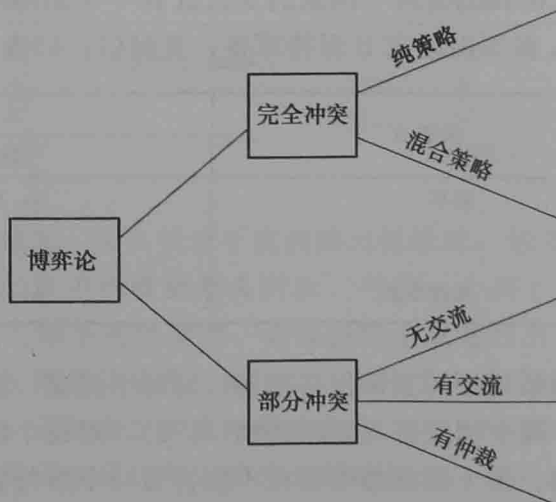 纯策略
完全冲突
混合策略
博弈论
无交流
部分冲突
有交流
有仲裁